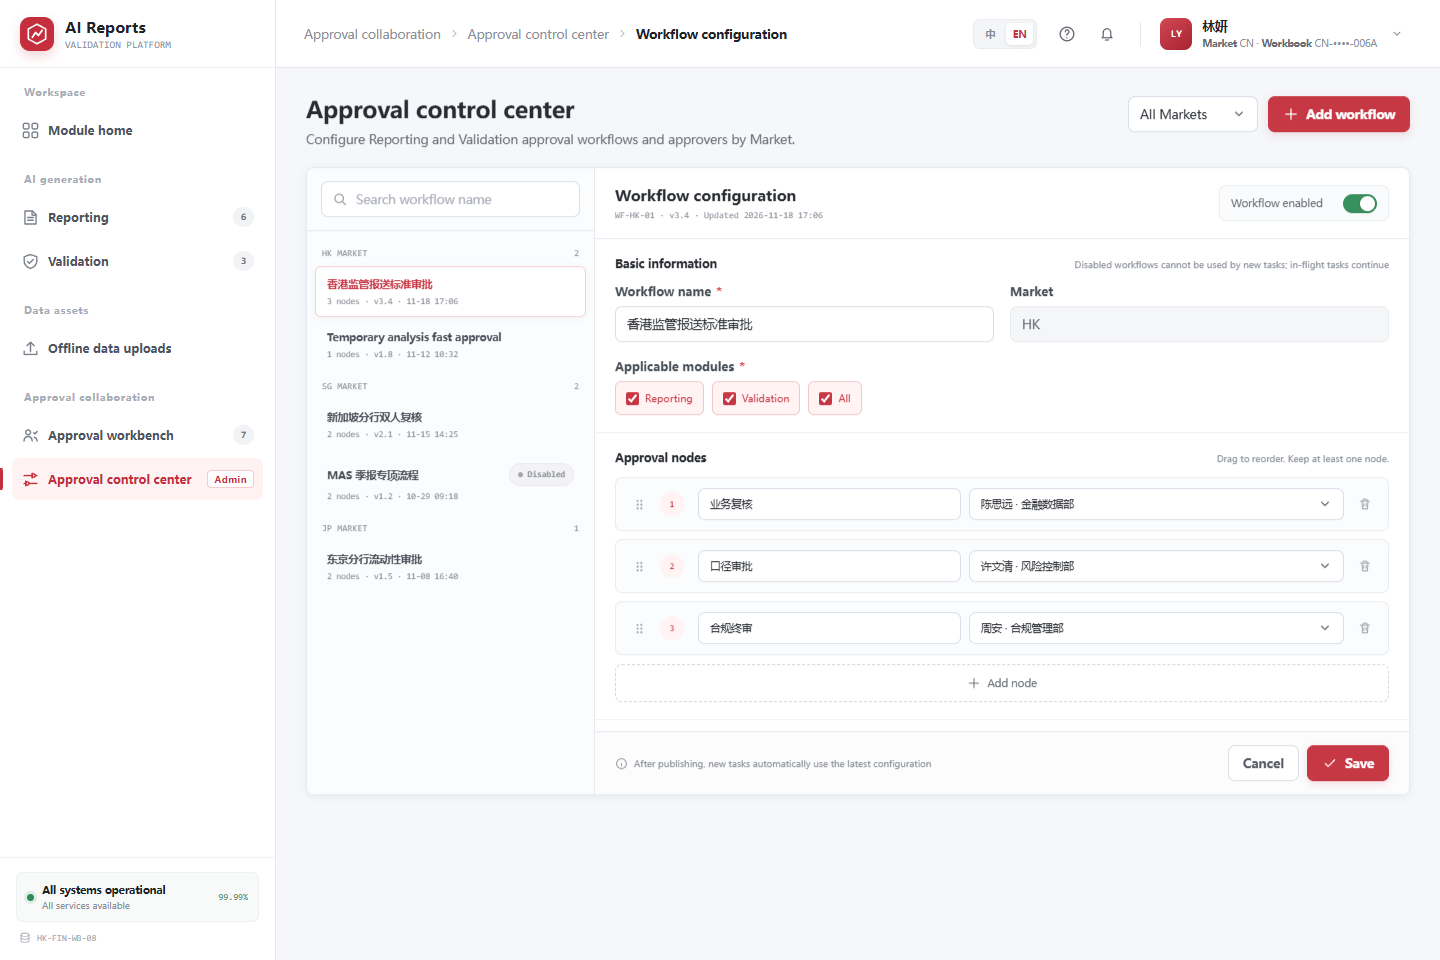 AI Reports
VALIDATION PLATFORM
Workspace
Module home
AI generation
Reporting 6
Validation 3
Data assets
Offline data uploads
Approval collaboration
Approval workbench 7
Approval control center Admin
All systems operational
All services available
99.99%
HK-FIN-WB-08
Approval collaboration > Approval control center > Workflow configuration
中 EN
LY
林妍
Market CN · Workbook CN-••••-006A
Approval control center
Configure Reporting and Validation approval workflows and approvers by Market.
All Markets
Add workflow
Search workflow name
HK MARKET 2
香港监管报送标准审批
3 nodes · v3.4 · 11-18 17:06
Temporary analysis fast approval
1 nodes · v1.8 · 11-12 10:32
SG MARKET 2
新加坡分行双人复核
2 nodes · v2.1 · 11-15 14:25
MAS 季报专项流程 Disabled
2 nodes · v1.2 · 10-29 09:18
JP MARKET 1
东京分行流动性审批
2 nodes · v1.5 · 11-08 16:40
Workflow configuration
WF-HK-01 · v3.4 · Updated 2026-11-18 17:06
Workflow enabled
Basic information
Disabled workflows cannot be used by new tasks; in-flight tasks continue
Workflow name *
香港监管报送标准审批
Market
HK
Applicable modules *
Reporting
Validation
All
Approval nodes
Drag to reorder. Keep at least one node.
1 业务复核 陈思远 · 金融数据部
2 口径审批 许文清 · 风险控制部
3 合规终审 周安 · 合规管理部
Add node
After publishing, new tasks automatically use the latest configuration
Cancel
Save